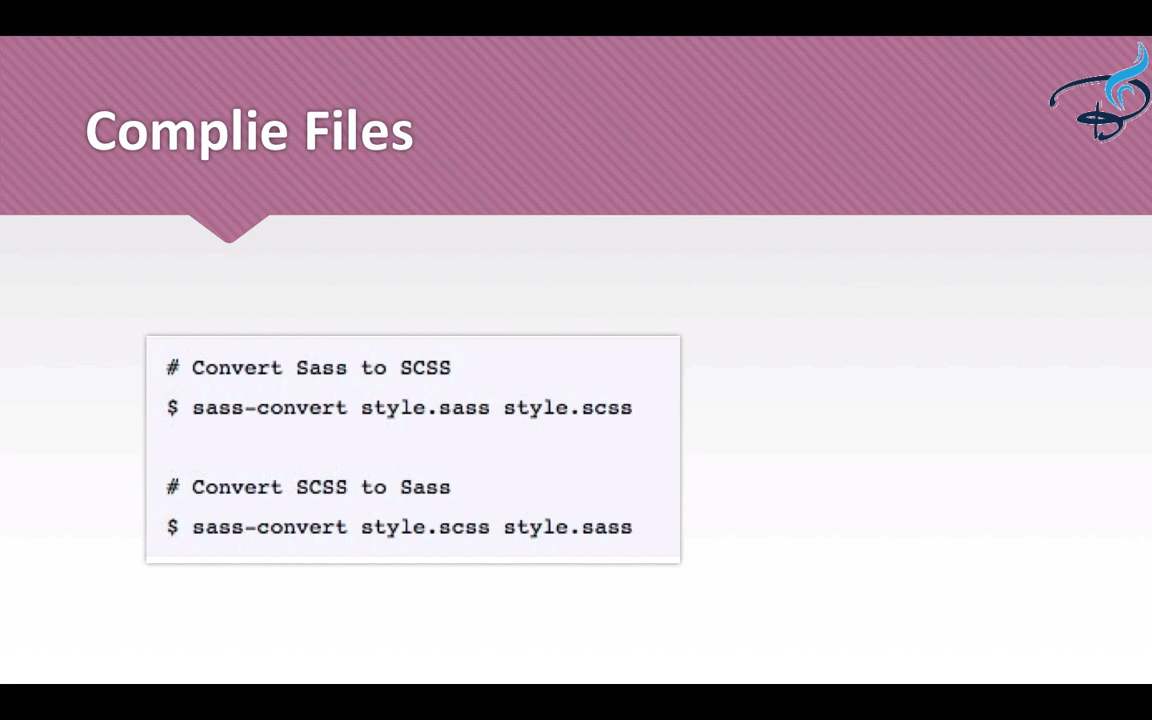 Complie Files
# Convert Sass to SCSS
$ sass-convert style.sass style.scss
# Convert SCSS to Sass
$ sass-convert style.scss style.sass